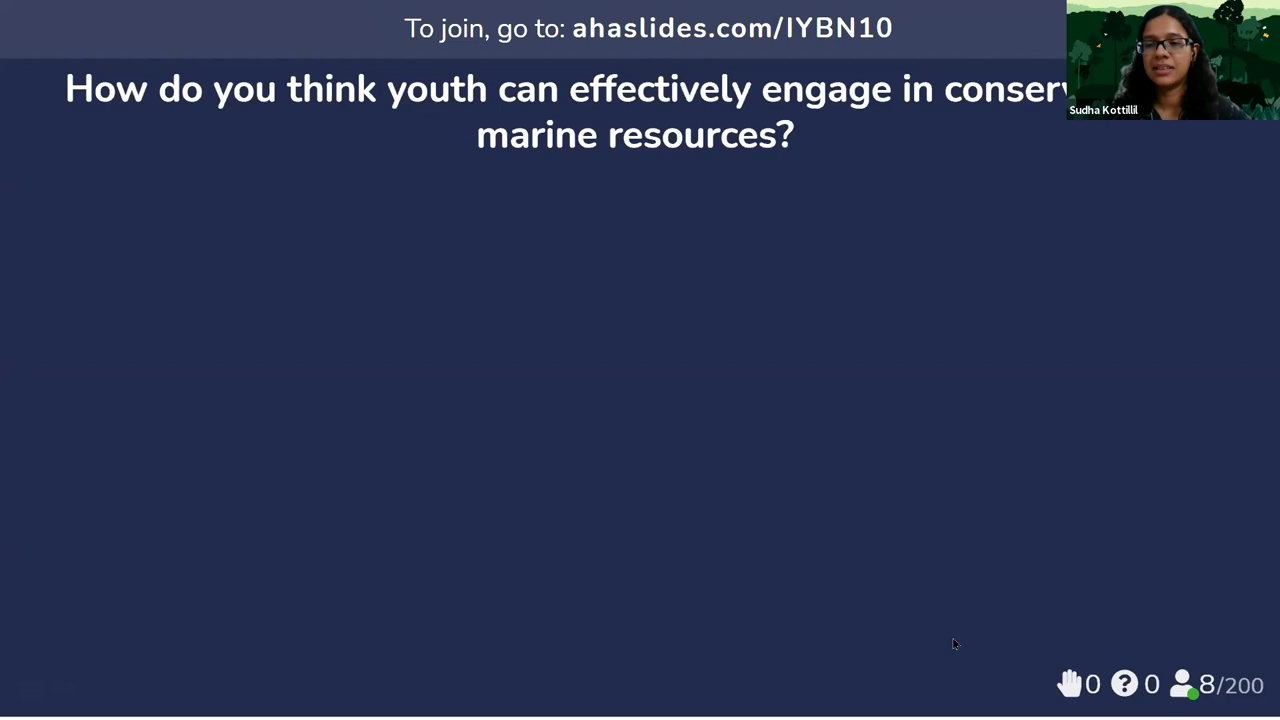 To join, go to: ahaslides.com/IYBN10
How do you think youth can effectively engage in conserv
marine resources?
Sudha Kottillil
0 0 8/200